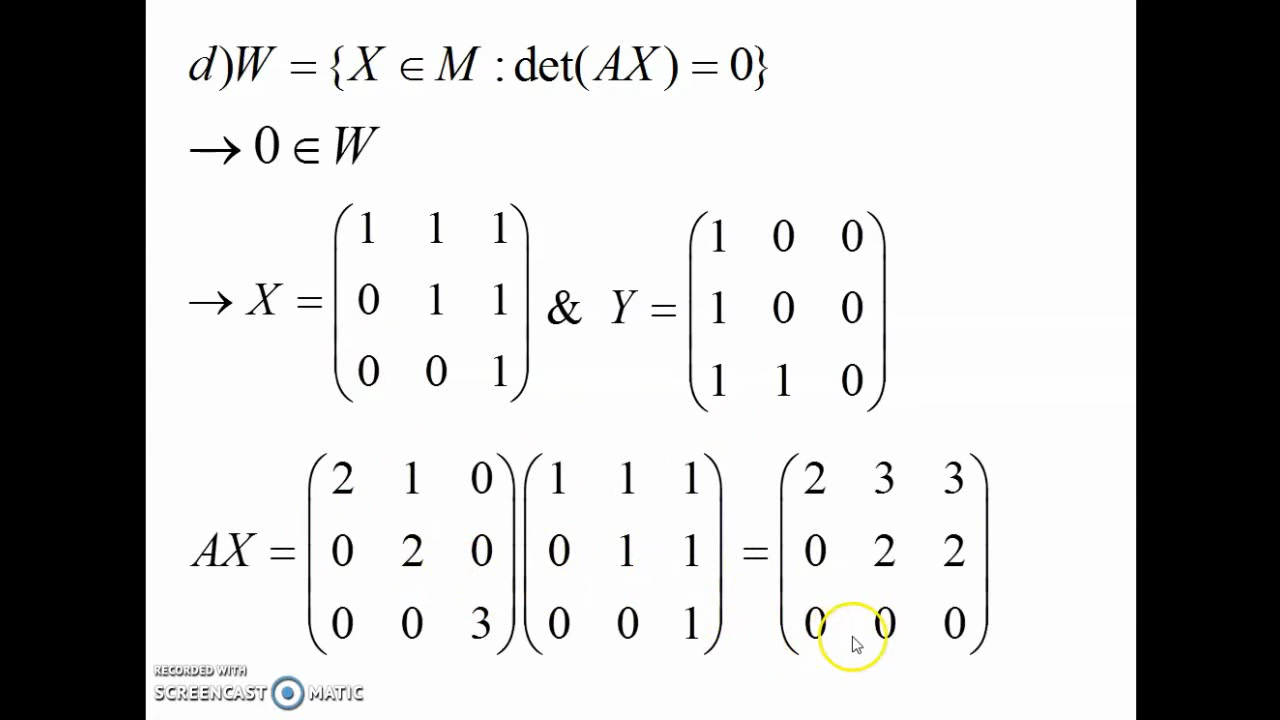 d)W = {X ∈ M : det(AX) = 0}
→ 0 ∈ W
→ X = (1 1 1
0 1 1
0 0 1) & Y = (1 0 0
1 0 0
1 1 0)
AX = (2 1 0
0 2 0
0 0 3) (1 1 1
0 1 1
0 0 1) = (2 3 3
0 2 2
0 0 0)
RECORDED WITH
SCREENCAST MATIC